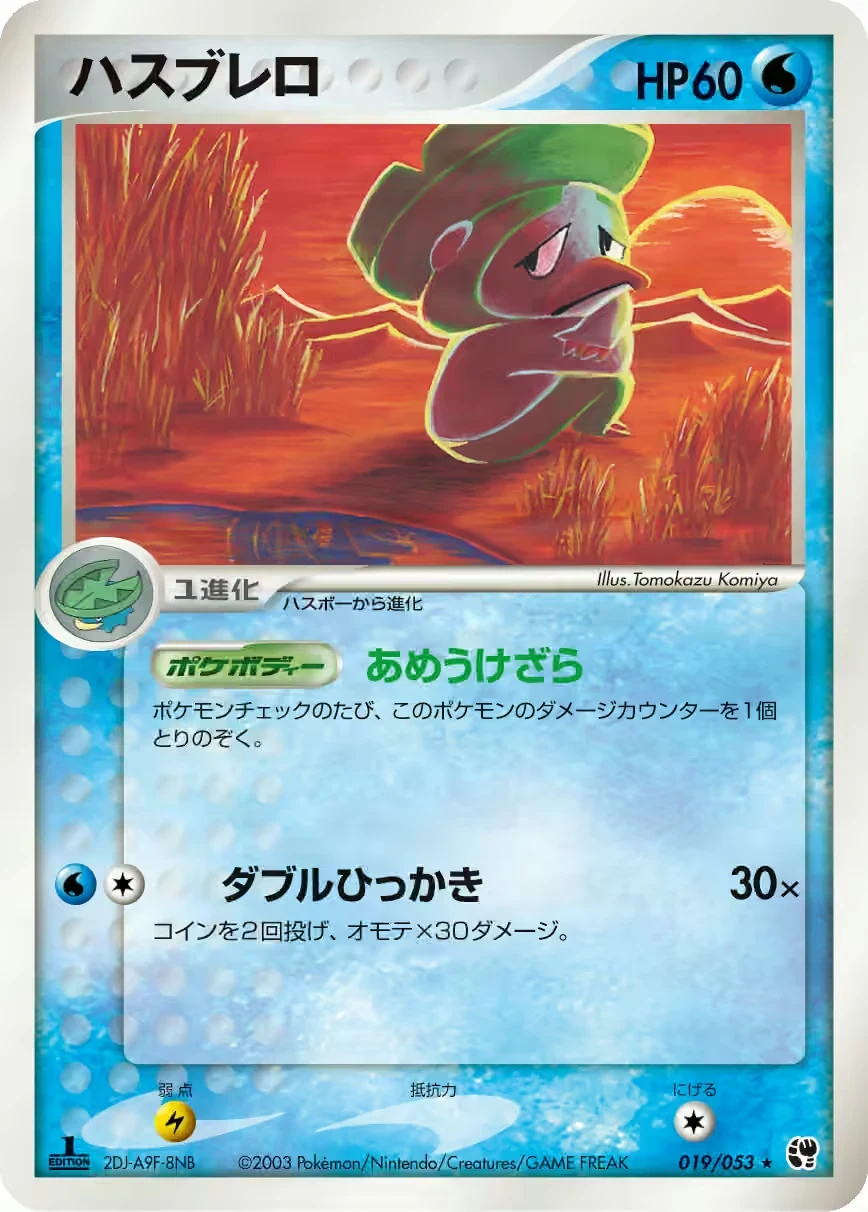 ハスブレロ
HP60
Illus.Tomokazu Komiya
1進化
ハスボーから進化
ポケボディー あめうけざら
ポケモンチェックのたび、このポケモンのダメージカウンターを1個
とりのぞく。
ダブルひっかき 30×
コインを2回投げ、オモテ×30ダメージ。
弱点 抵抗力 にげる
1 EDITION 2DJ-A9F-8NB ©2003 Pokémon/Nintendo/Creatures/GAME FREAK 019/053 ★